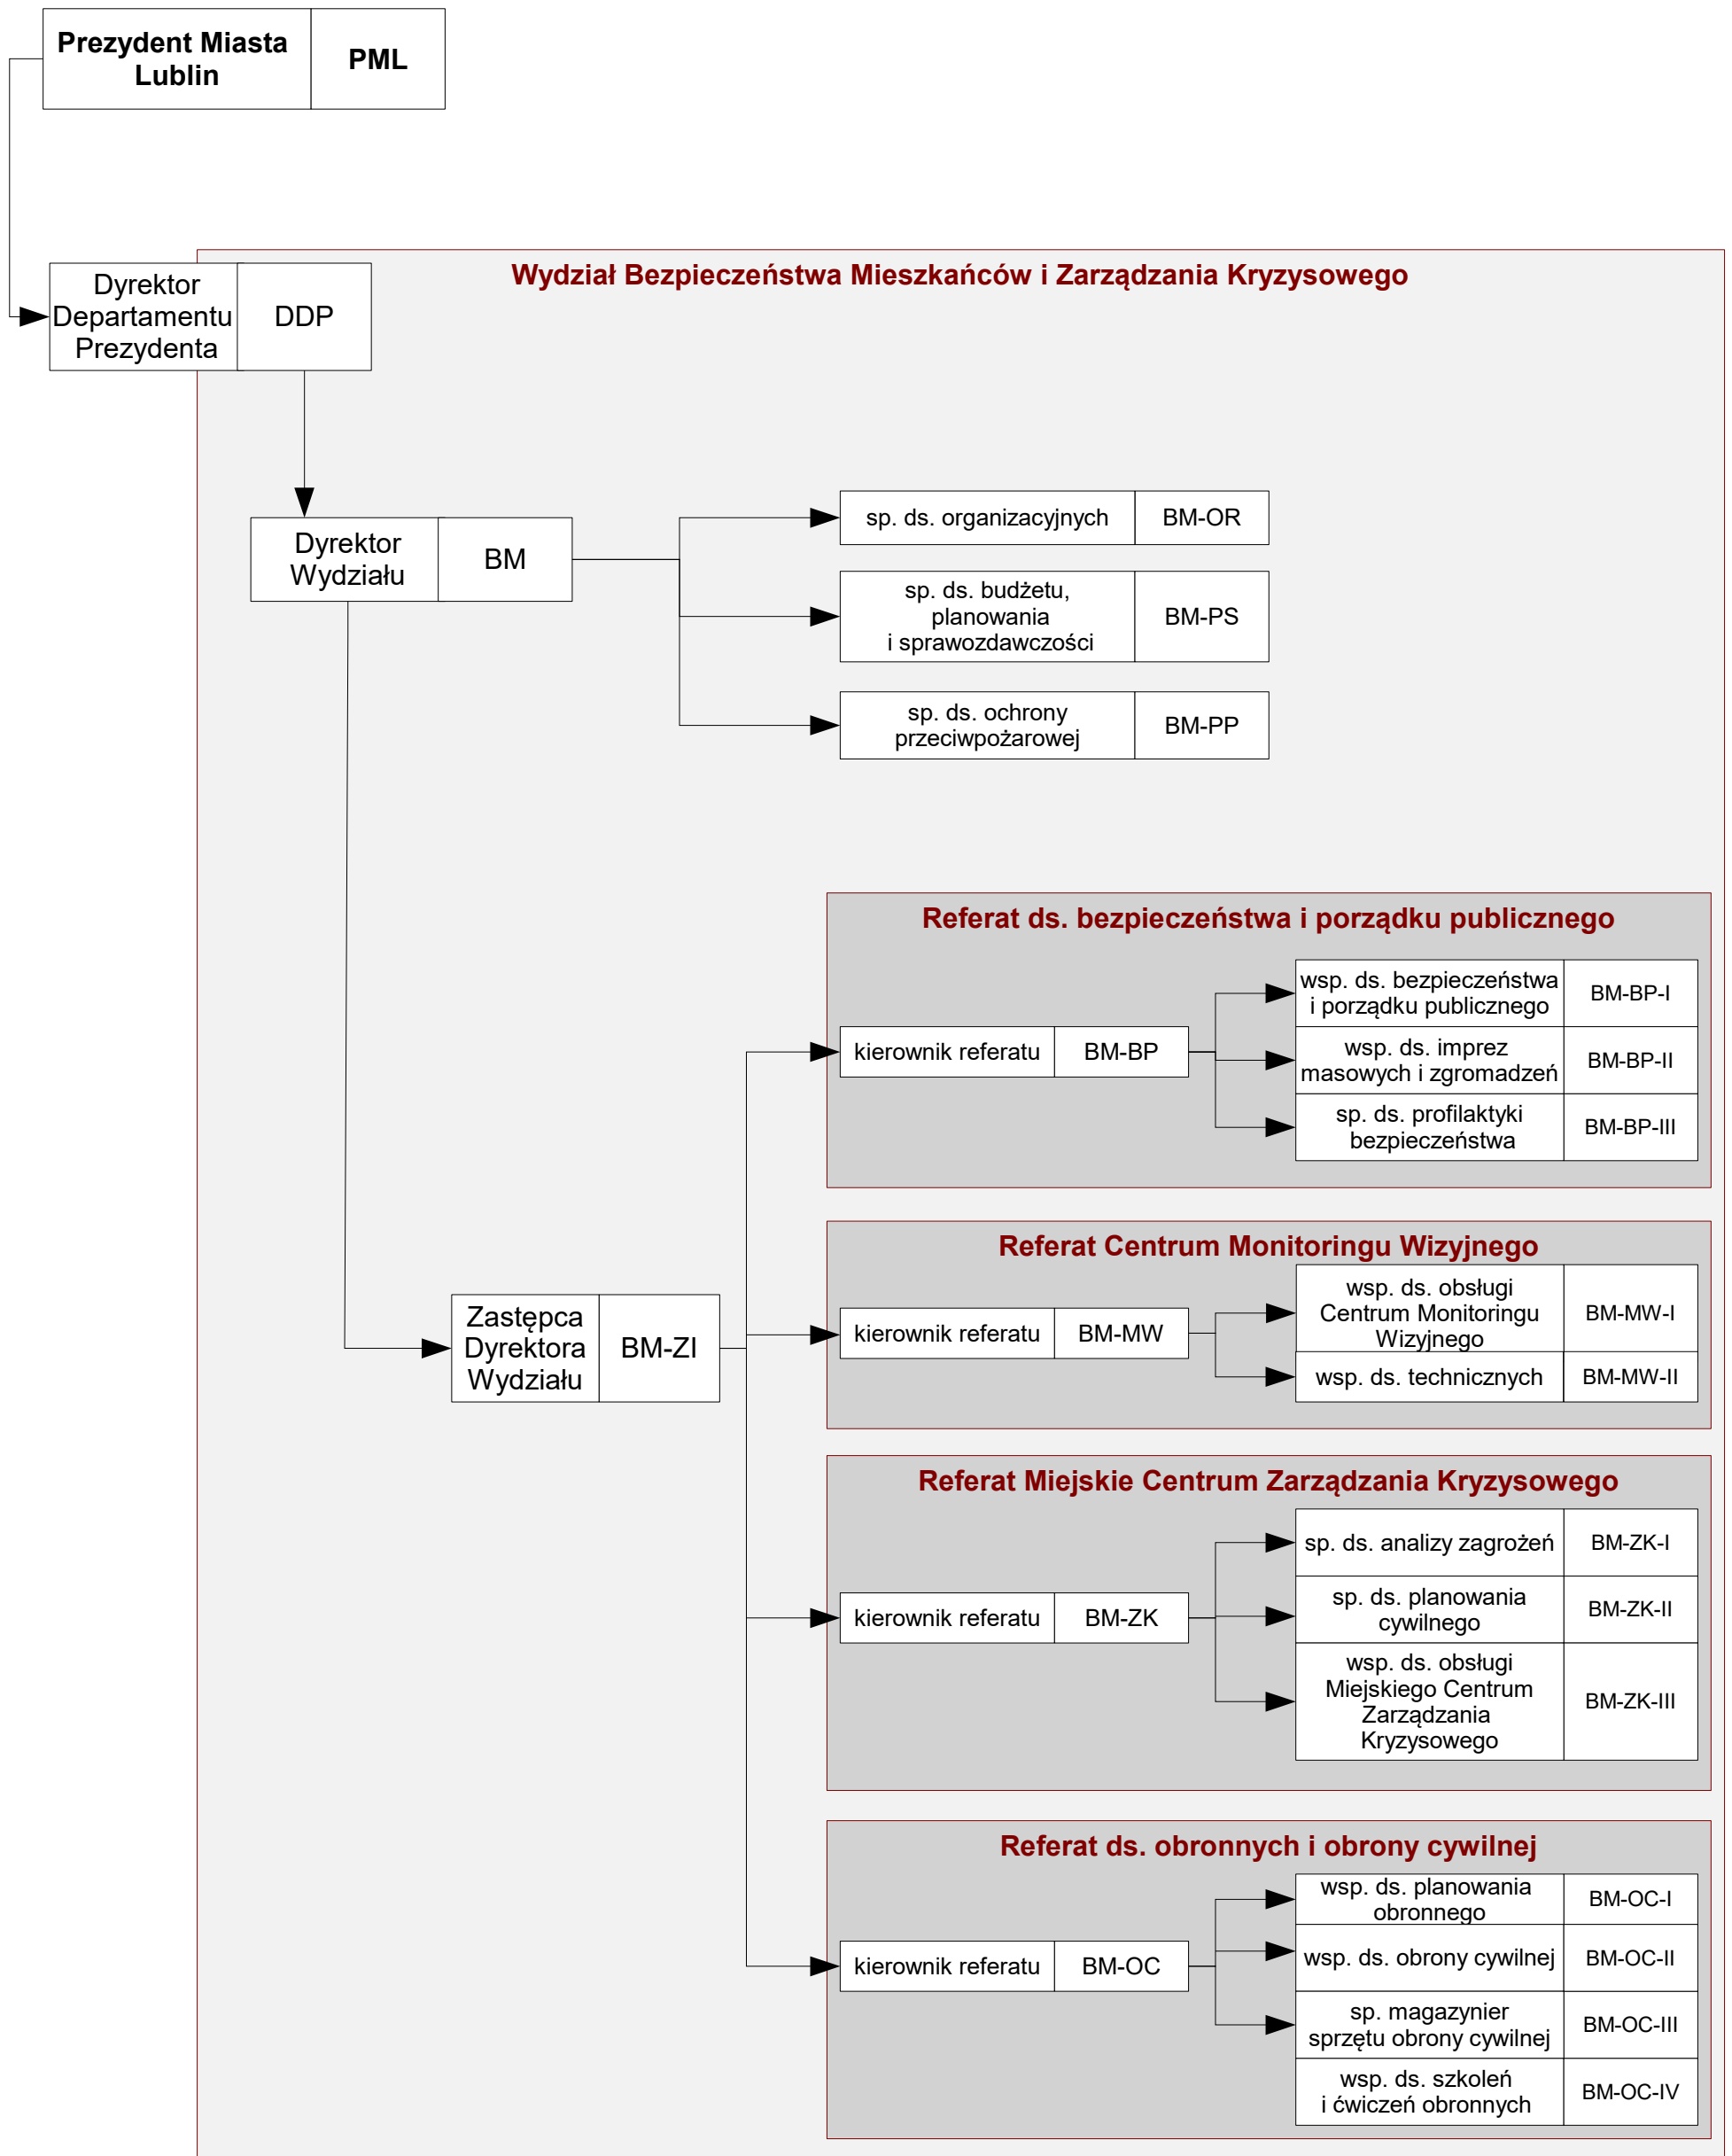 Prezydent Miasta
Lublin
PML
Wydział Bezpieczeństwa Mieszkańców i Zarządzania Kryzysowego
Dyrektor
Departamentu
Prezydenta
DDP
Dyrektor
Wydziału
BM
sp. ds. organizacyjnych
BM-OR
sp. ds. budżetu,
planowania
i sprawozdawczości
BM-PS
sp. ds. ochrony
przeciwpożarowej
BM-PP
Zastępca
Dyrektora
Wydziału
BM-ZI
Referat ds. bezpieczeństwa i porządku publicznego
kierownik referatu
BM-BP
wsp. ds. bezpieczeństwa
i porządku publicznego
BM-BP-I
wsp. ds. imprez
masowych i zgromadzeń
BM-BP-II
sp. ds. profilaktyki
bezpieczeństwa
BM-BP-III
Referat Centrum Monitoringu Wizyjnego
kierownik referatu
BM-MW
wsp. ds. obsługi
Centrum Monitoringu
Wizyjnego
BM-MW-I
wsp. ds. technicznych
BM-MW-II
Referat Miejskie Centrum Zarządzania Kryzysowego
kierownik referatu
BM-ZK
sp. ds. analizy zagrożeń
BM-ZK-I
sp. ds. planowania
cywilnego
BM-ZK-II
wsp. ds. obsługi
Miejskiego Centrum
Zarządzania
Kryzysowego
BM-ZK-III
Referat ds. obronnych i obrony cywilnej
kierownik referatu
BM-OC
wsp. ds. planowania
obronnego
BM-OC-I
wsp. ds. obrony cywilnej
BM-OC-II
sp. magazynier
sprzętu obrony cywilnej
BM-OC-III
wsp. ds. szkoleń
i ćwiczeń obronnych
BM-OC-IV